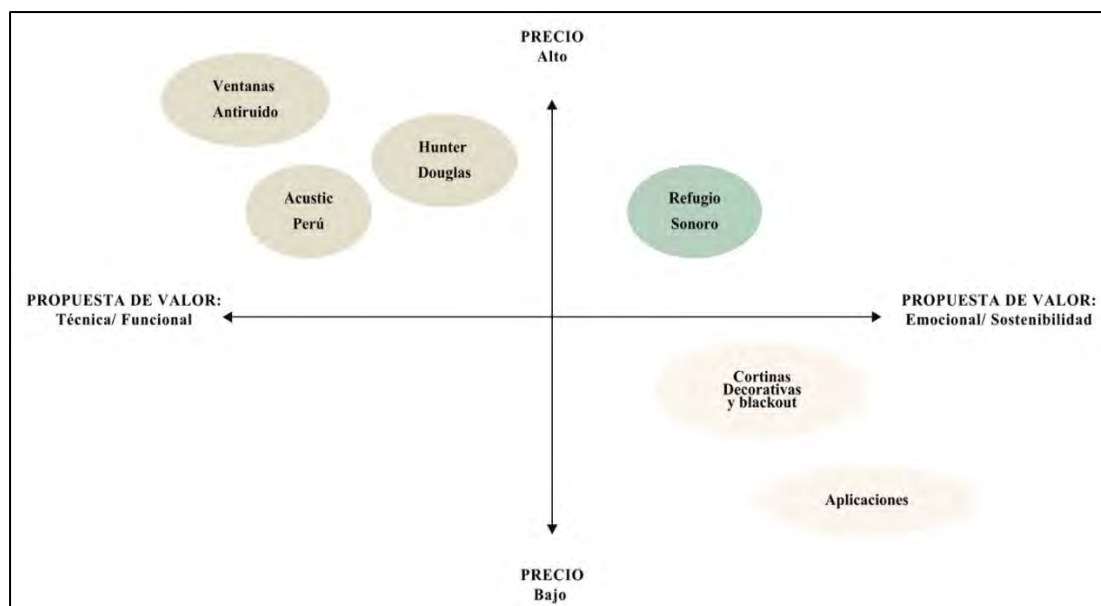 PRECIO
Alto
Ventanas
Antiruido
Hunter
Douglas
Acustic
Perú
Refugio
Sonoro
PROPUESTA DE VALOR:
Técnica/ Funcional
PROPUESTA DE VALOR:
Emocional/ Sostenibilidad
Cortinas
Decorativas
y blackout
Aplicaciones
PRECIO
Bajo